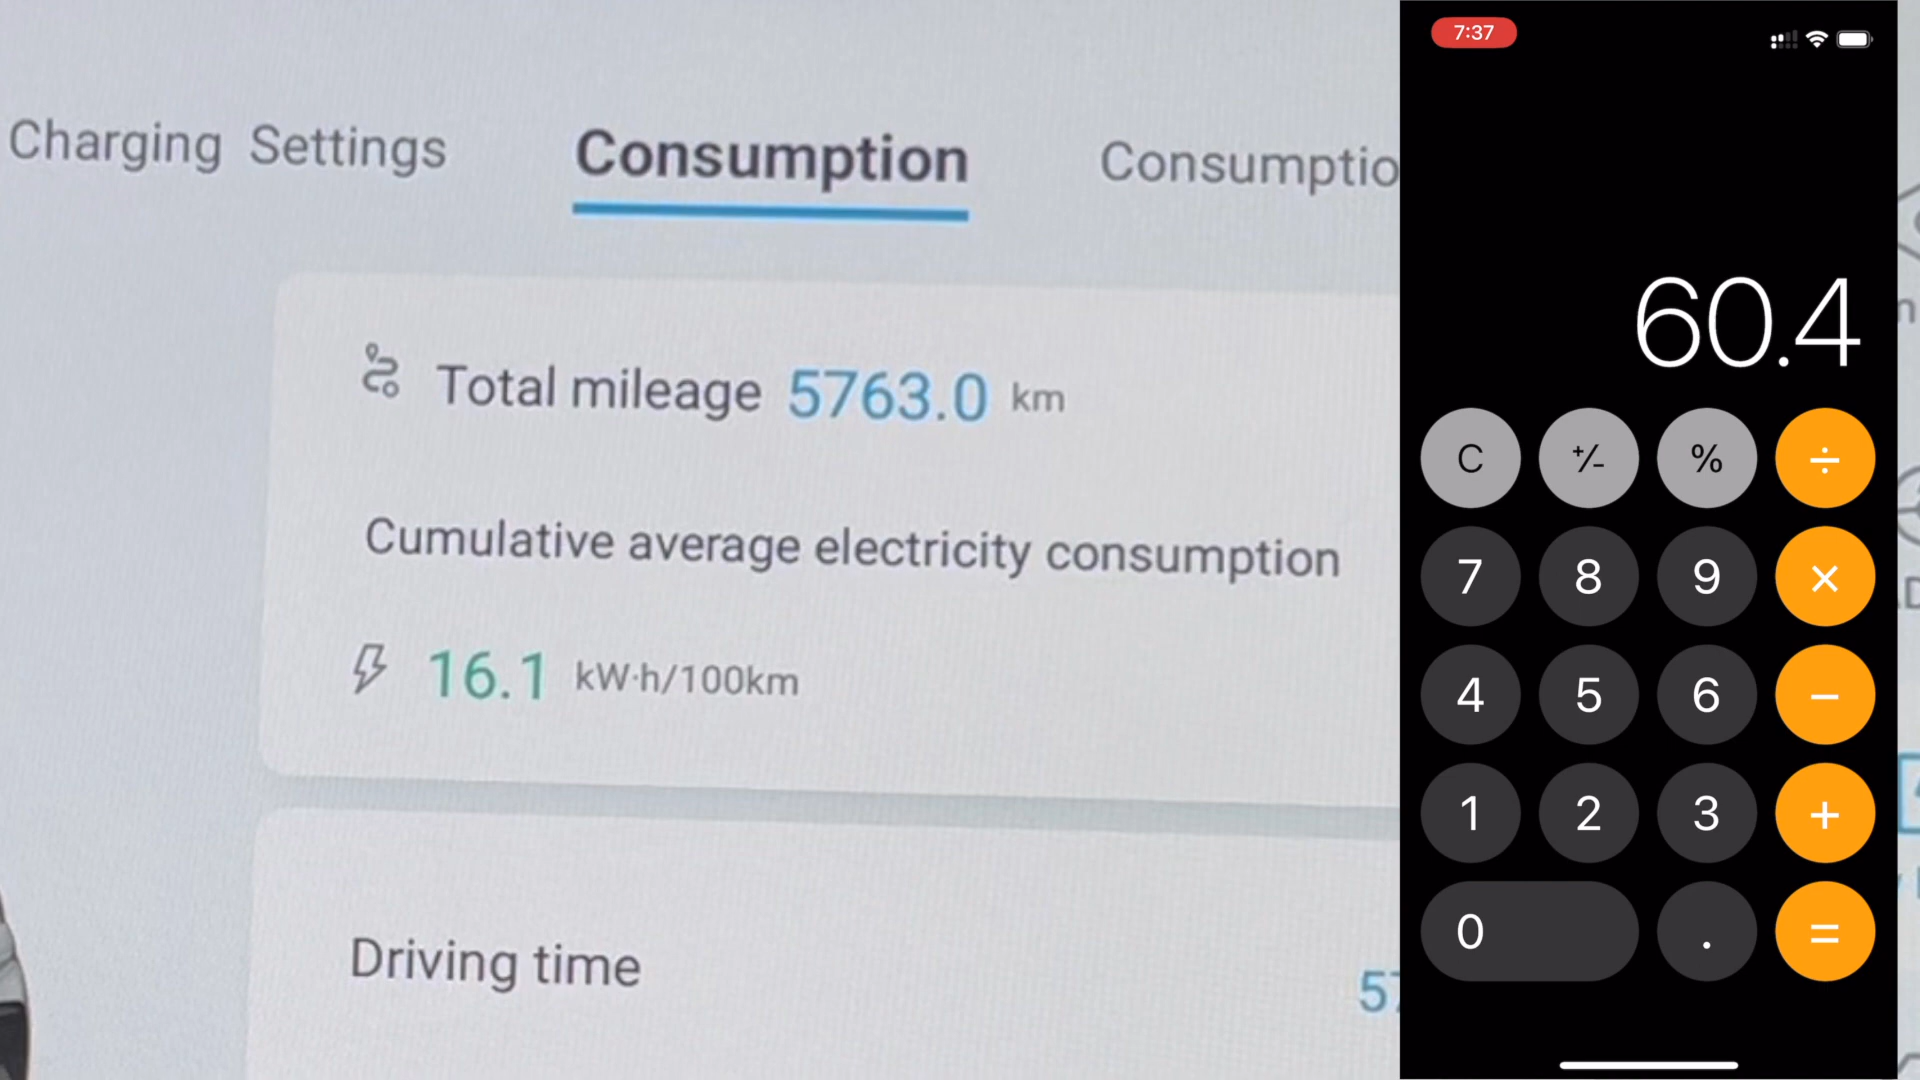 Charging Settings
Consumption
Consumptio
Total mileage 5763.0 km
Cumulative average electricity consumption
16.1 kW·h/100km
Driving time
57
7:37
60.4
C +/- % ÷
7 8 9 ×
4 5 6 −
1 2 3 +
0 . =